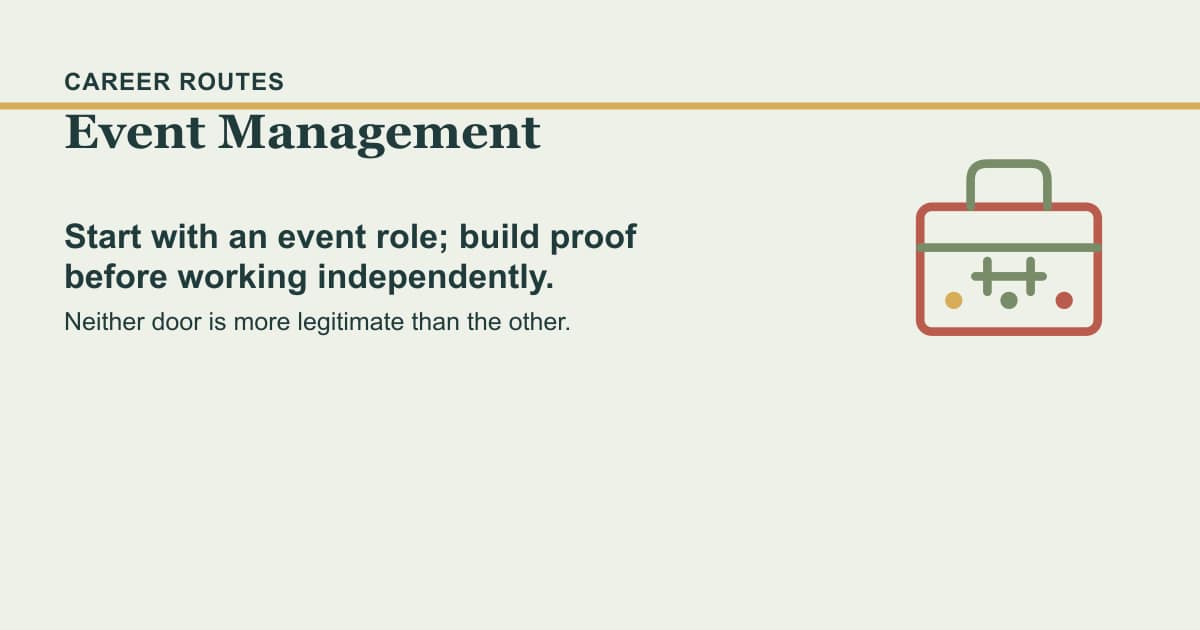 CAREER ROUTES
Event Management
Start with an event role; build proof
before working independently.
Neither door is more legitimate than the other.